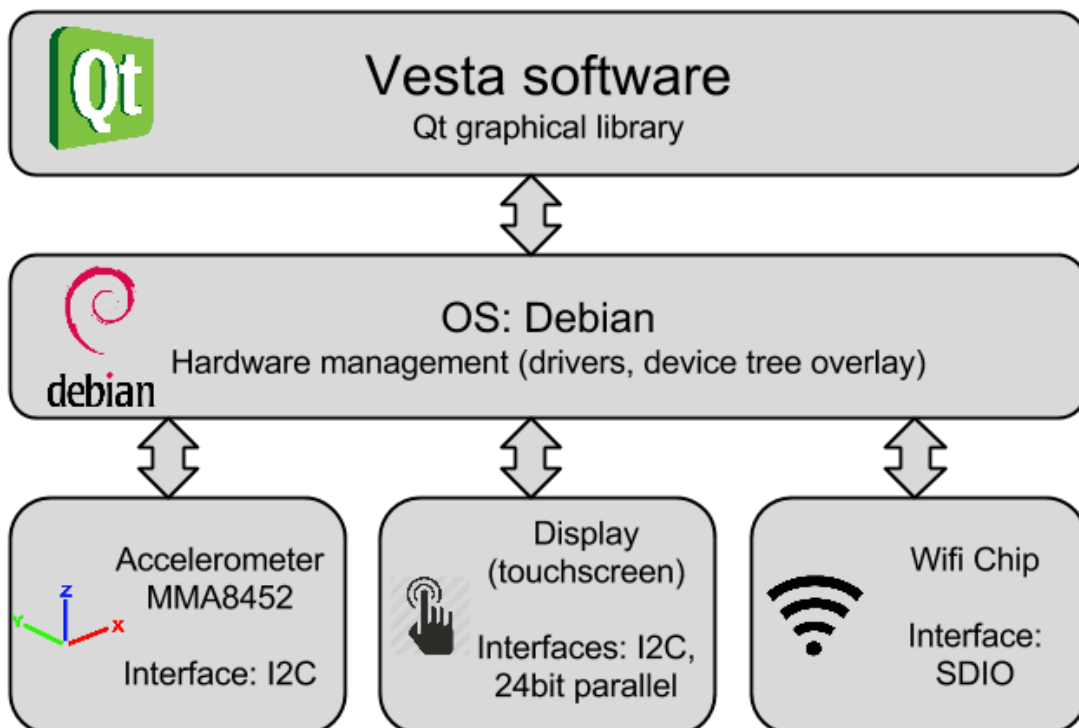 Qt
Vesta software
Qt graphical library
OS: Debian
Hardware management (drivers, device tree overlay)
debian
Accelerometer
MMA8452
Z
Y
X
Interface: I2C
Display
(touchscreen)
Interfaces: I2C,
24bit parallel
Wifi Chip
Interface:
SDIO